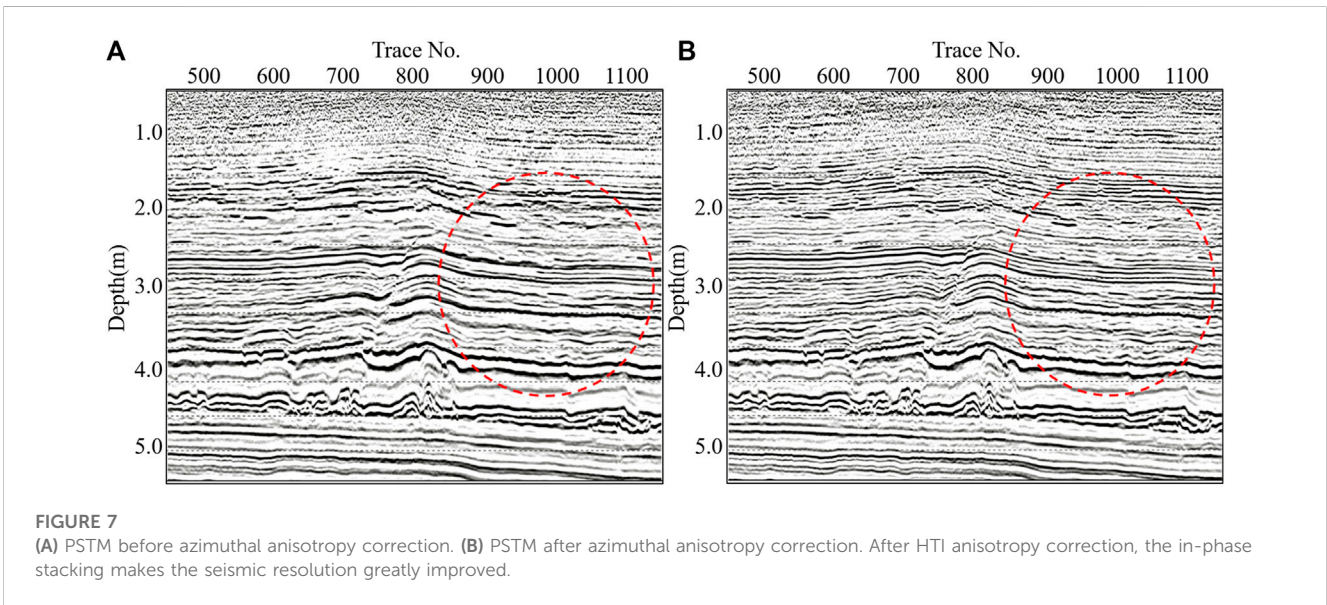 A
Trace No.
500 600 700 800 900 1000 1100
Depth(m)
1.0
2.0
3.0
4.0
5.0
B
Trace No.
500 600 700 800 900 1000 1100
Depth(m)
1.0
2.0
3.0
4.0
5.0
FIGURE 7
(A) PSTM before azimuthal anisotropy correction. (B) PSTM after azimuthal anisotropy correction. After HTI anisotropy correction, the in-phase
stacking makes the seismic resolution greatly improved.